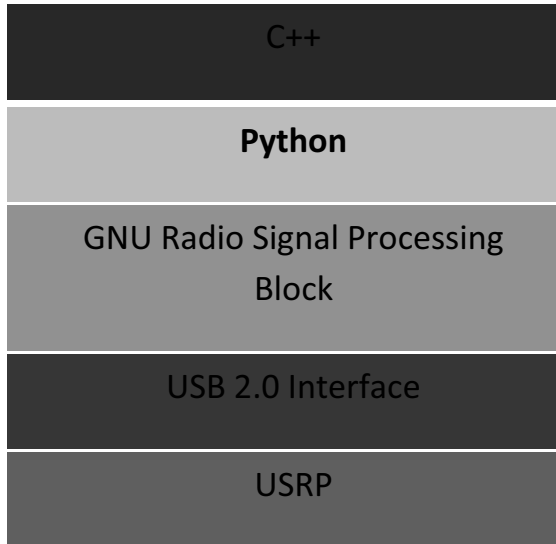 C++
Python
GNU Radio Signal Processing
Block
USB 2.0 Interface
USRP